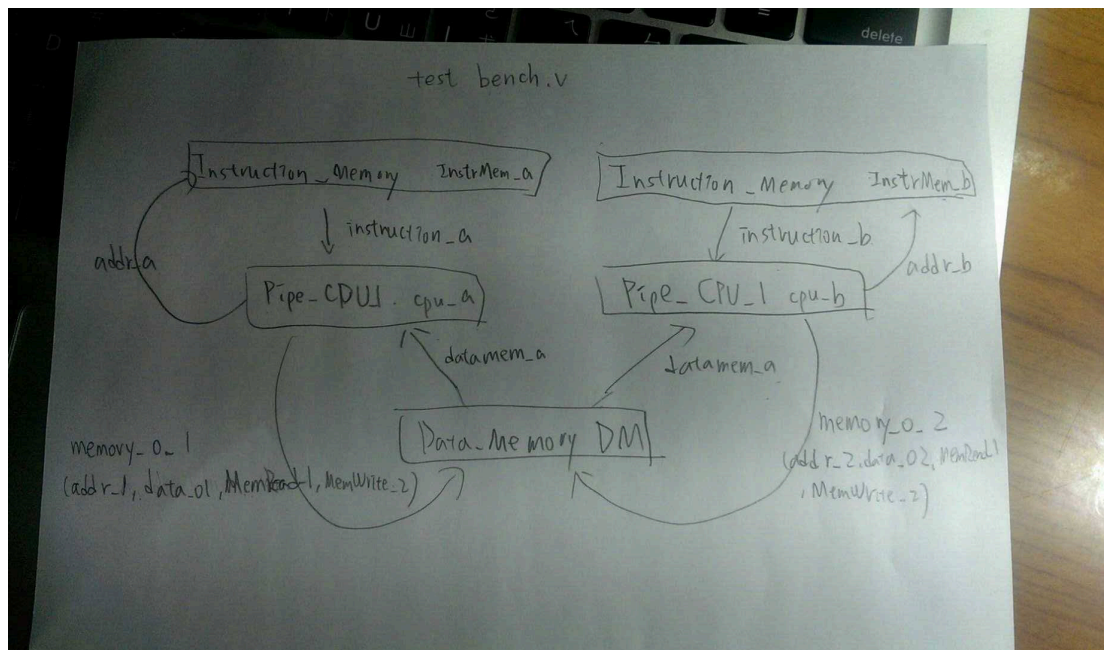 delete
test bench.v
Instruction_Memory InstrMem_a
Instruction_Memory InstrMem_b
instruction_a
instruction_b
addr_a
addr_b
Pipe_CPU_1 cpu_a
Pipe_CPU_1 cpu_b
datamem_a
datamem_a
Data_Memory DM
memory_o_1
(addr_1, data_o1, MemRead_1, MemWrite_2)
memory_o_2
(addr_2, data_o2, MemRead_1
, MemWrite_2)